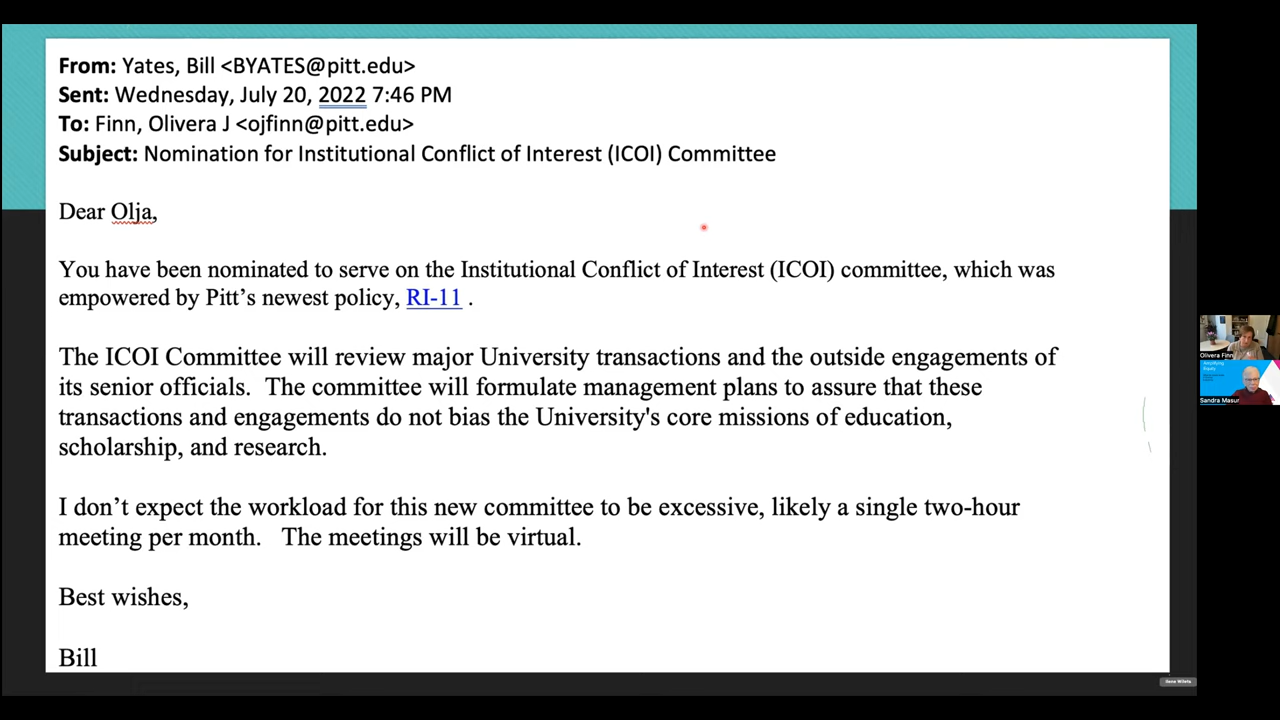 From: Yates, Bill <BYATES@pitt.edu>
Sent: Wednesday, July 20, 2022 7:46 PM
To: Finn, Olivera J <ojfinn@pitt.edu>
Subject: Nomination for Institutional Conflict of Interest (ICOI) Committee
Dear Olja,
You have been nominated to serve on the Institutional Conflict of Interest (ICOI) committee, which was
empowered by Pitt’s newest policy, RI-11 .
The ICOI Committee will review major University transactions and the outside engagements of
its senior officials.  The committee will formulate management plans to assure that these
transactions and engagements do not bias the University's core missions of education,
scholarship, and research.
I don’t expect the workload for this new committee to be excessive, likely a single two-hour
meeting per month.   The meetings will be virtual.
Best wishes,
Bill
Olivera Finn
Amplifying
Equity
Sandra Masur